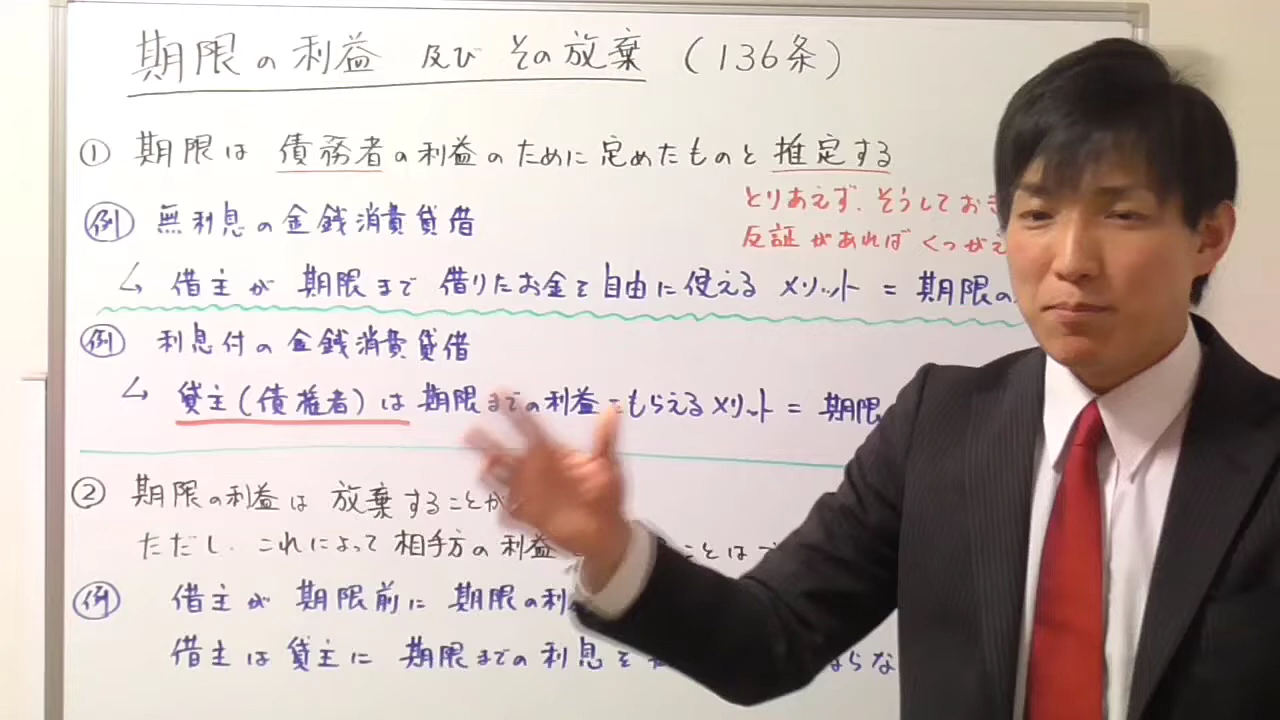 期限の利益 及び その放棄 (136条)
① 期限は 債務者の利益のために定めたものと推定する
とりあえず、そうしておき
反証があれば くつがえ
例 無利息の金銭消費貸借
↳ 借主が 期限まで 借りたお金を自由に使える メリット = 期限の
例 利息付の金銭消費貸借
↳ 貸主(債権者)は 期限までの利益をもらえるメリット = 期限
② 期限の利益は 放棄することが
ただし、これによって相手方の利益 ことは
例 借主が 期限前に 期限の利
借主は貸主に 期限までの利息を ならな